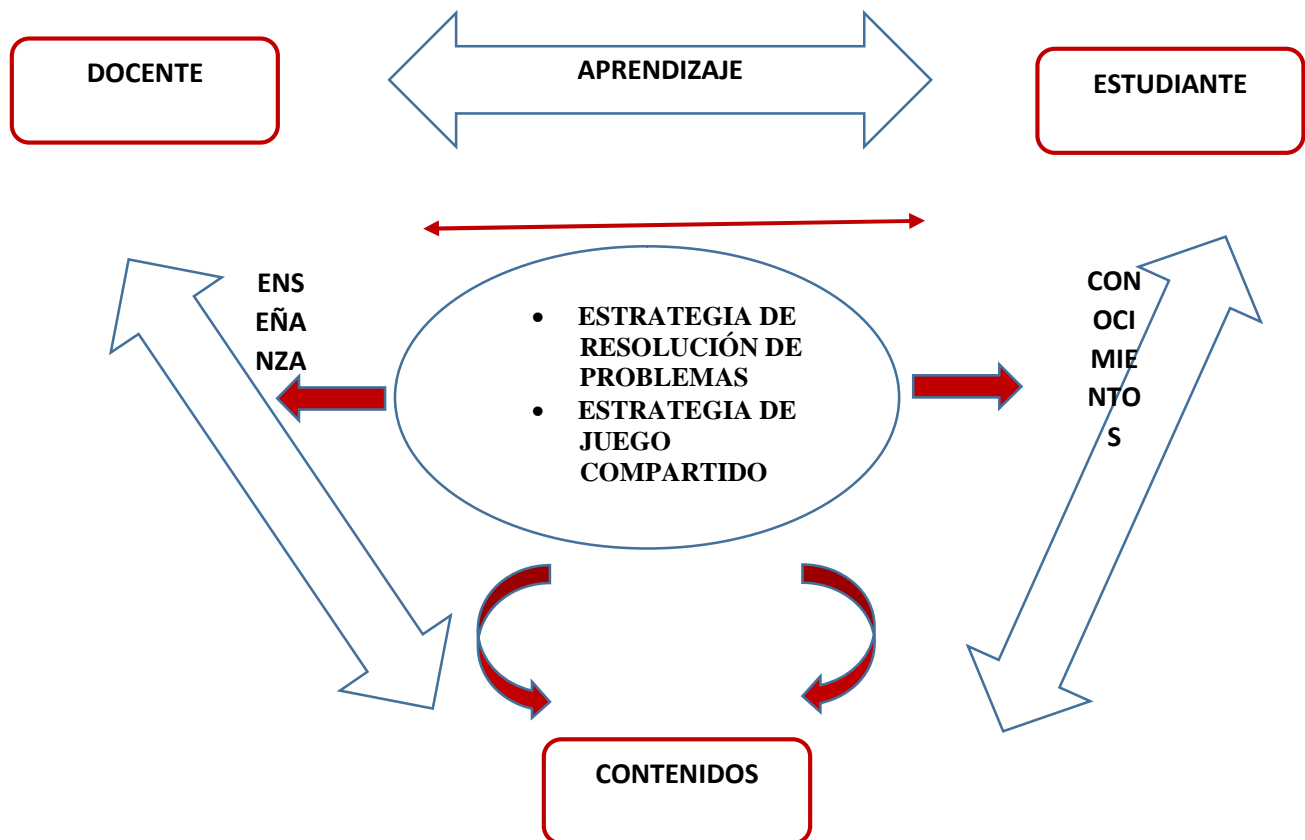 DOCENTE
APRENDIZAJE
ESTUDIANTE
ENS
EÑA
NZA
• ESTRATEGIA DE
RESOLUCIÓN DE
PROBLEMAS
• ESTRATEGIA DE
JUEGO
COMPARTIDO
CON
OCI
MIE
NTO
S
CONTENIDOS